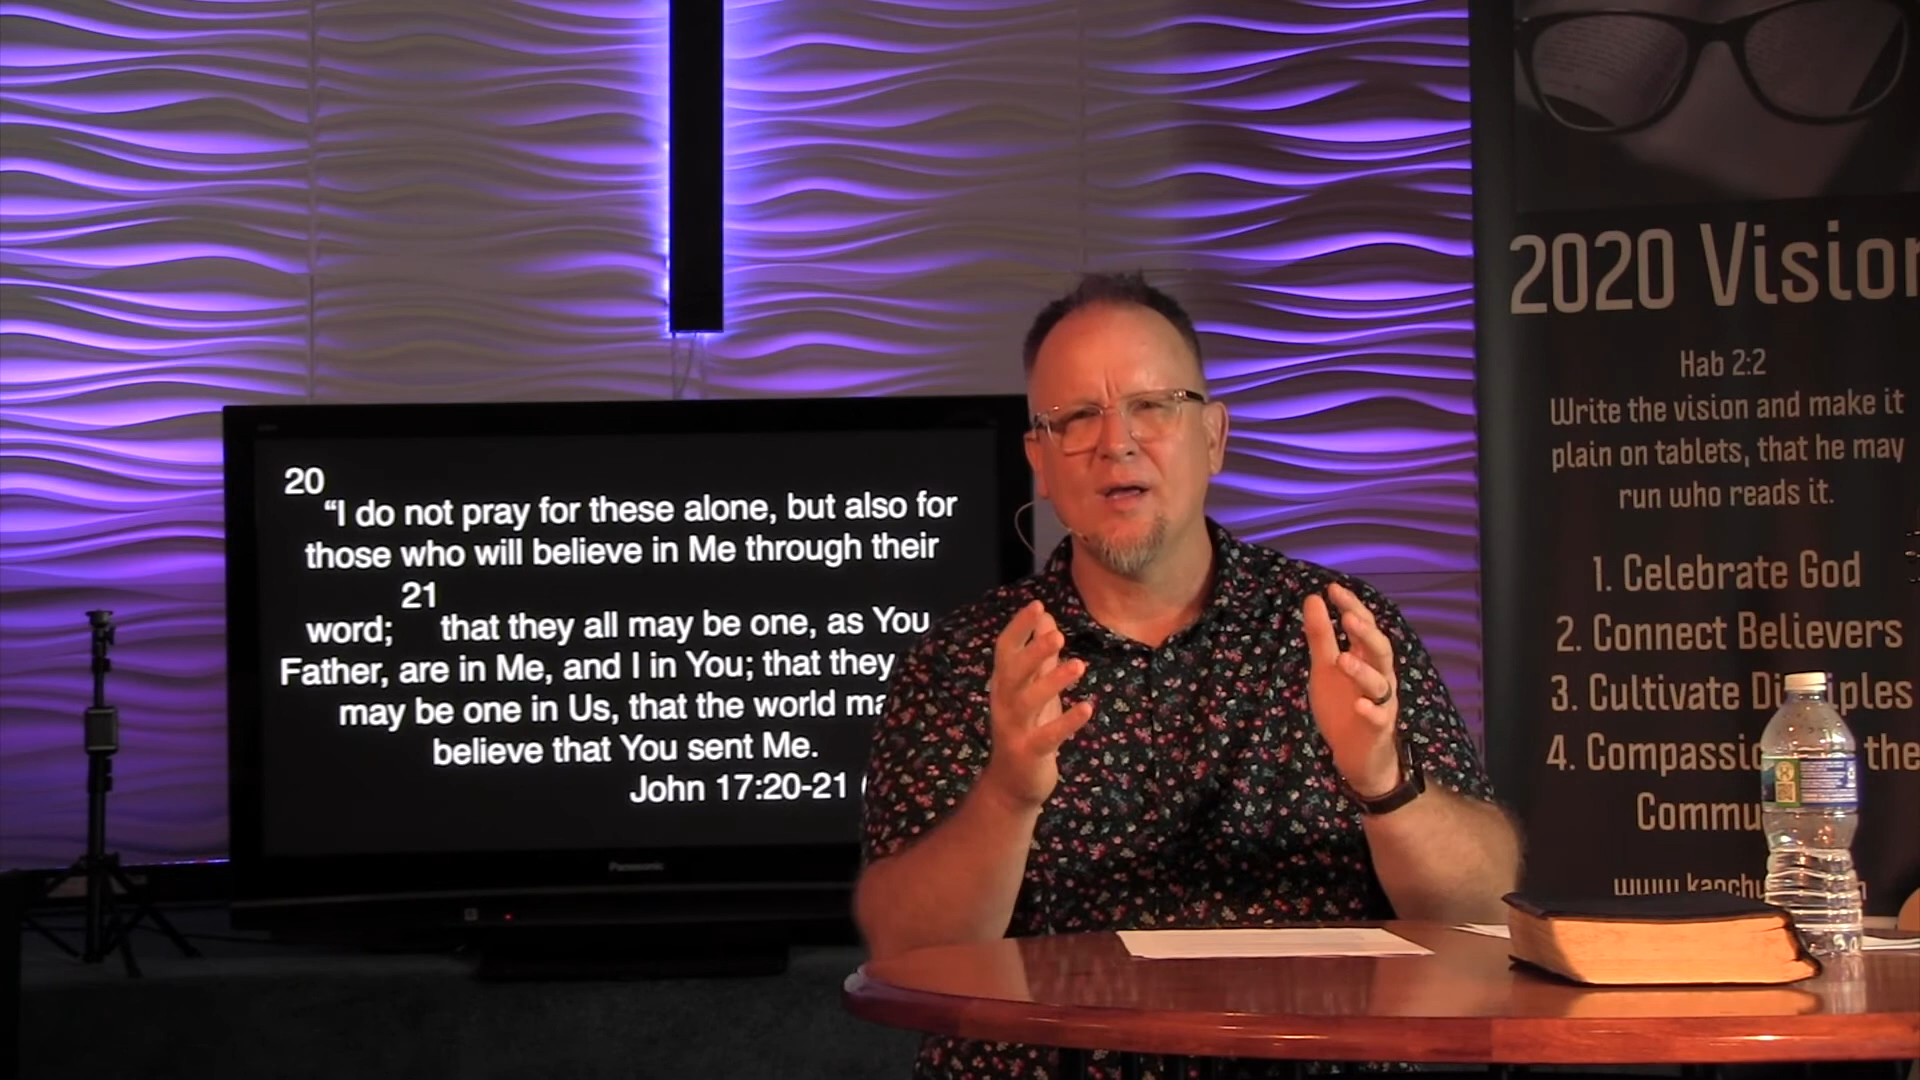 20
“I do not pray for these alone, but also for
those who will believe in Me through their
21
word; that they all may be one, as You
Father, are in Me, and I in You; that they
may be one in Us, that the world
believe that You sent Me.
John 17:20-21
Panasonic
2020 Vision
Hab 2:2
Write the vision and make it
plain on tablets, that he may
run who reads it.
1. Celebrate God
2. Connect Believers
3. Cultivate
4. the